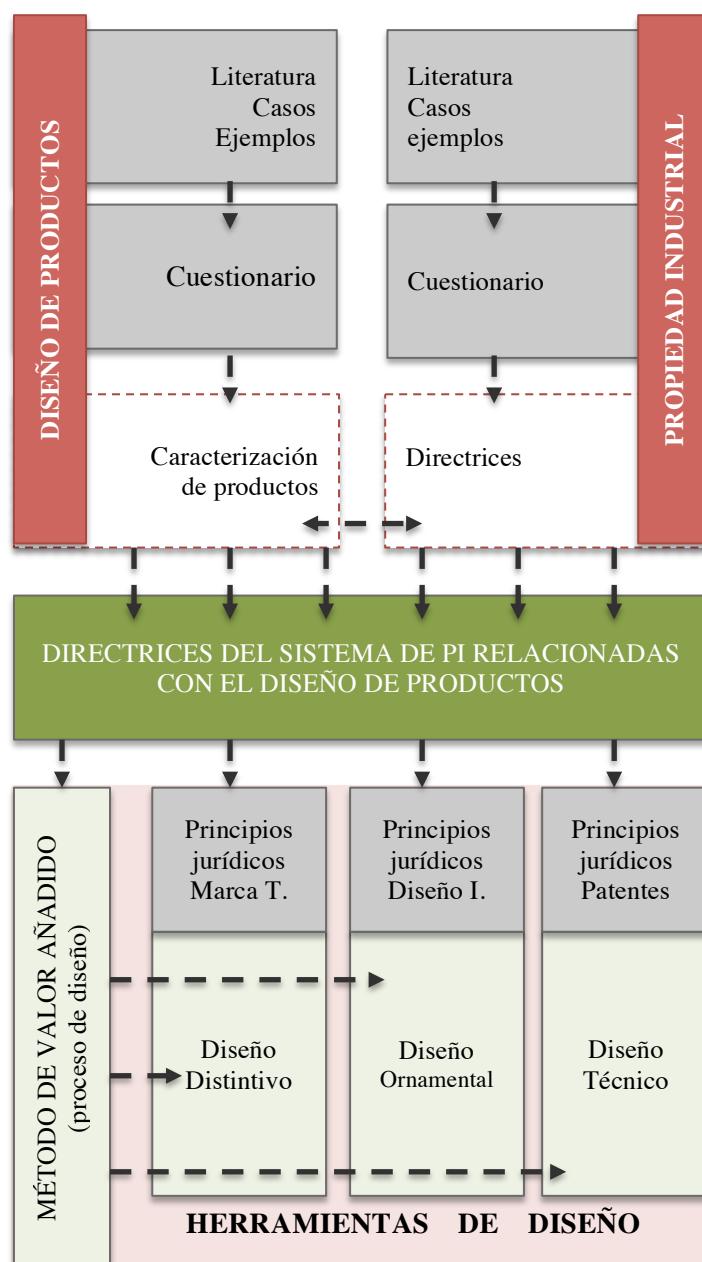 DISEÑO DE PRODUCTOS
Literatura
Casos
Ejemplos
Literatura
Casos
ejemplos
PROPIEDAD INDUSTRIAL
Cuestionario
Cuestionario
Caracterización
de productos
Directrices
DIRECTRICES DEL SISTEMA DE PI RELACIONADAS
CON EL DISEÑO DE PRODUCTOS
MÉTODO DE VALOR AÑADIDO
(proceso de diseño)
Principios
jurídicos
Marca T.
Principios
jurídicos
Diseño I.
Principios
jurídicos
Patentes
Diseño
Distintivo
Diseño
Ornamental
Diseño
Técnico
HERRAMIENTAS DE DISEÑO